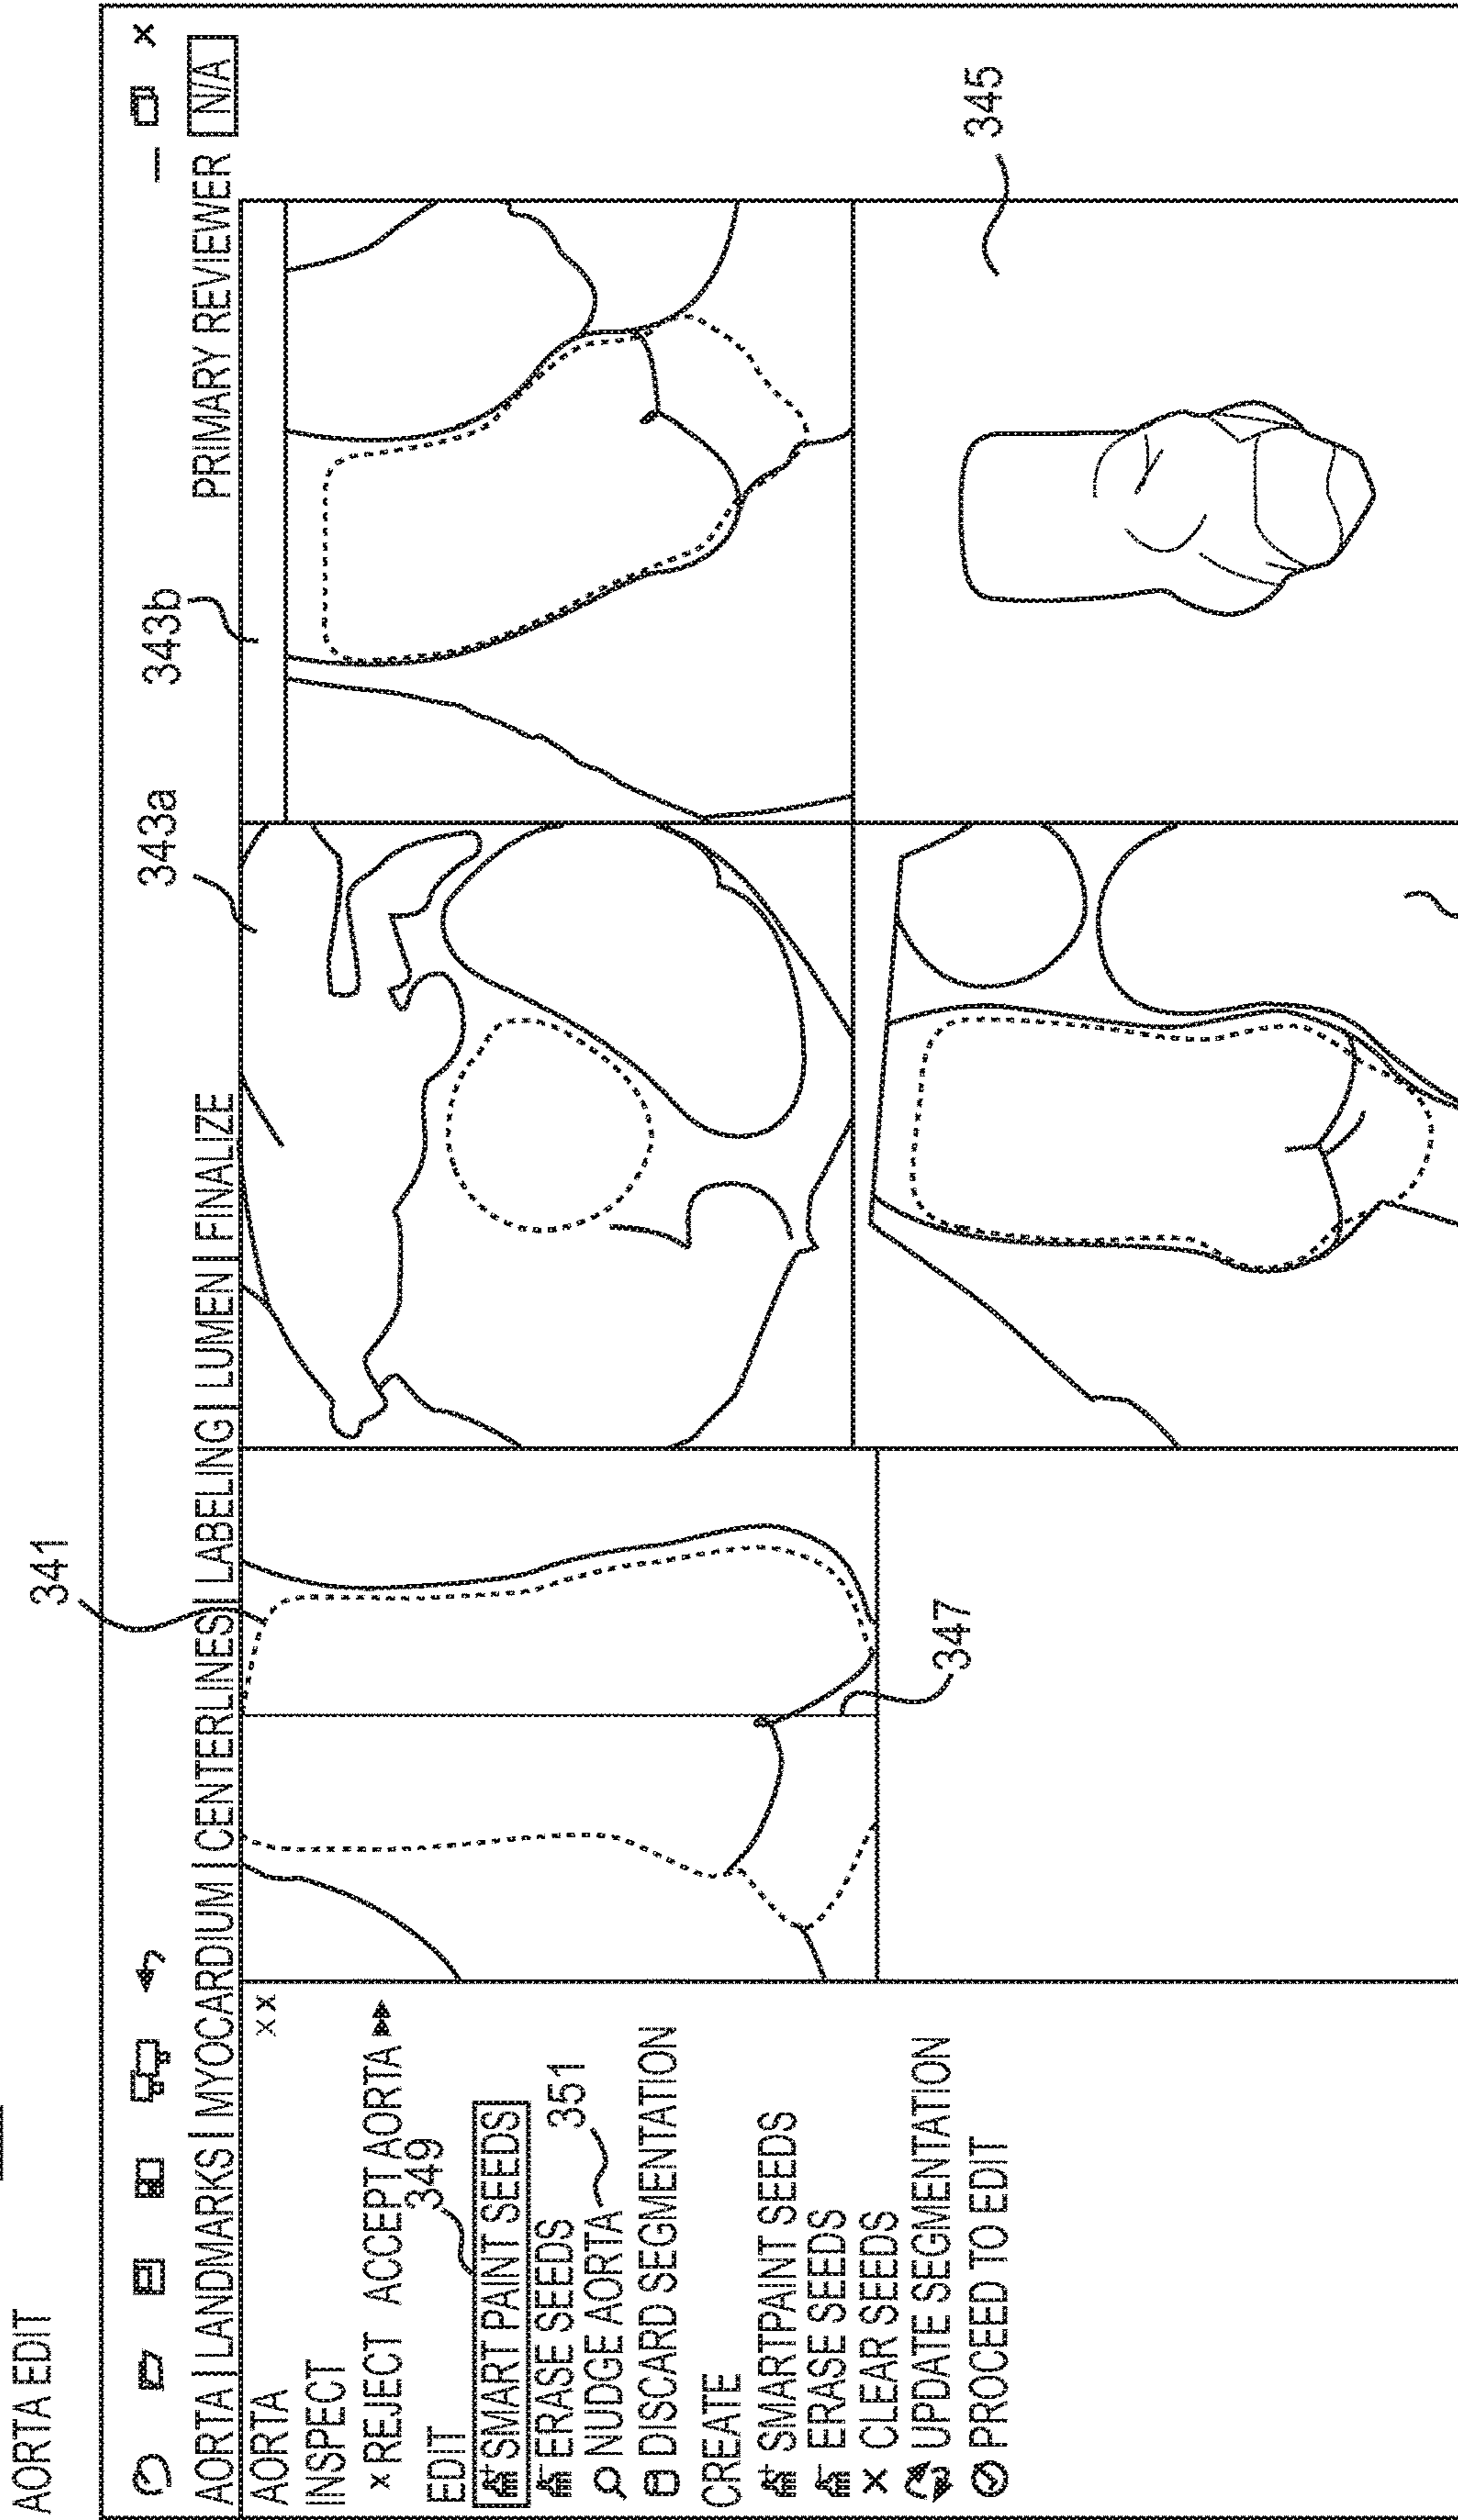 AORTA EDIT
341
343a
343b
345
PRIMARY REVIEWER N/A
AORTA | LANDMARKS | MYOCARDIUM | CENTERLINES | LABELING | LUMEN | FINALIZE
AORTA X X
INSPECT
x REJECT ACCEPT AORTA
349
EDIT
SMART PAINT SEEDS
ERASE SEEDS
351
NUDGE AORTA
DISCARD SEGMENTATION
CREATE
SMARTPAINT SEEDS
ERASE SEEDS
X CLEAR SEEDS
UPDATE SEGMENTATION
PROCEED TO EDIT
347